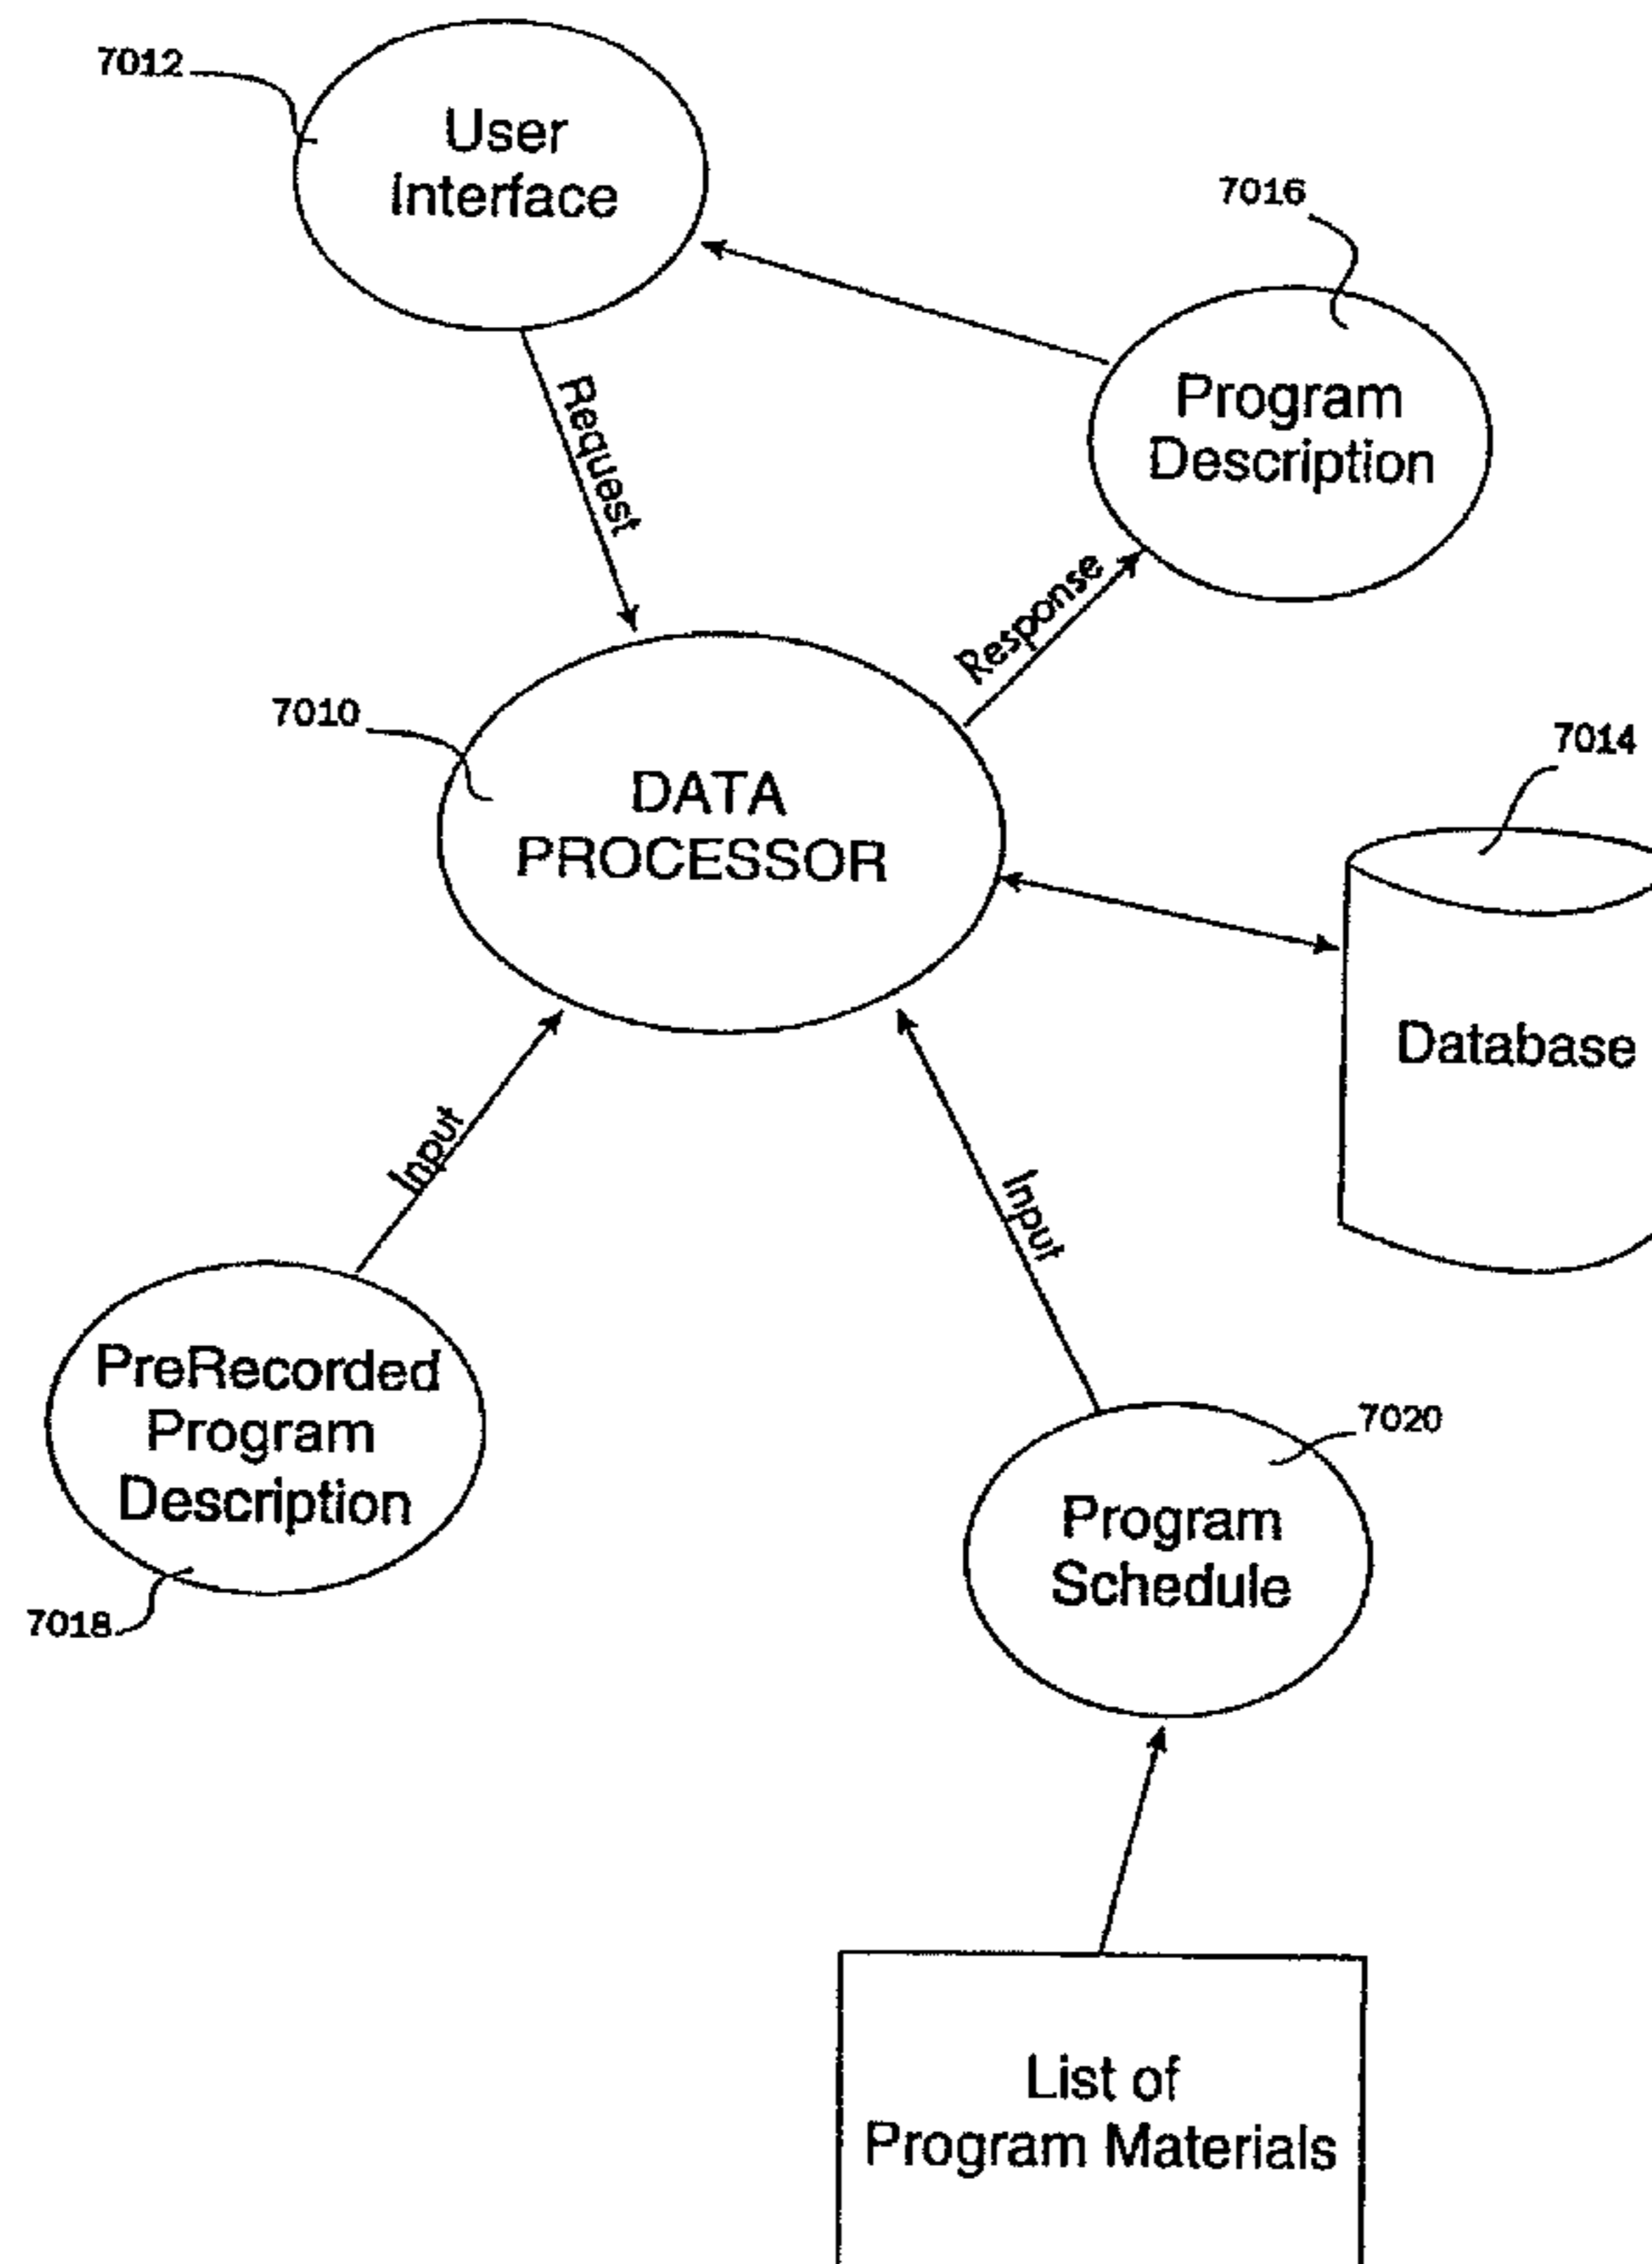 7012
User
Interface
7016
Program
Description
Request
Response
7010
DATA
PROCESSOR
7014
Database
Input
Input
PreRecorded
Program
Description
7018
7020
Program
Schedule
List of
Program Materials